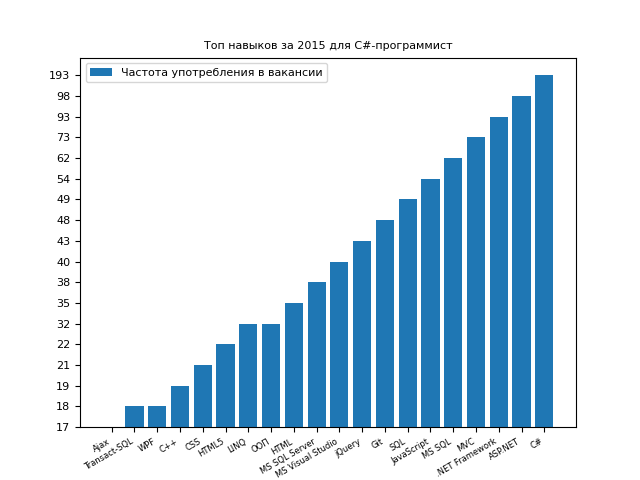 Топ навыков за 2015 для C#-программист
Частота употребления в вакансии
193
98
93
73
62
54
49
48
43
40
38
35
32
22
21
19
18
17
Ajax
Transact-SQL
WPF
C++
CSS
HTML5
LINQ
ООП
HTML
MS SQL Server
MS Visual Studio
jQuery
Git
SQL
JavaScript
MS SQL
MVC
.NET Framework
ASP.NET
C#